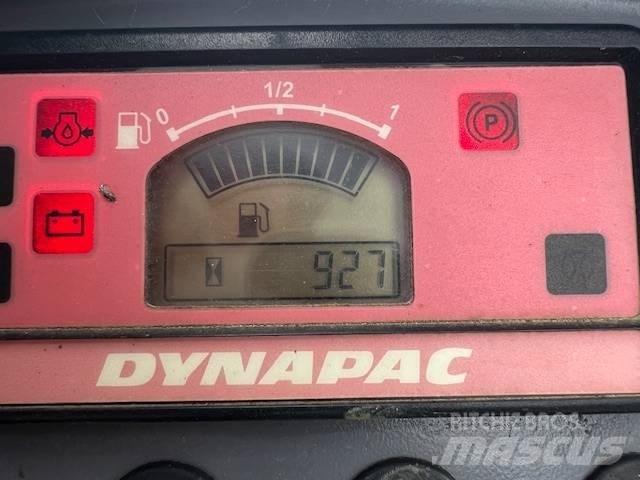 0 1/2 1
P
927
DYNAPAC
RITCHIE BROS.
MASCUS